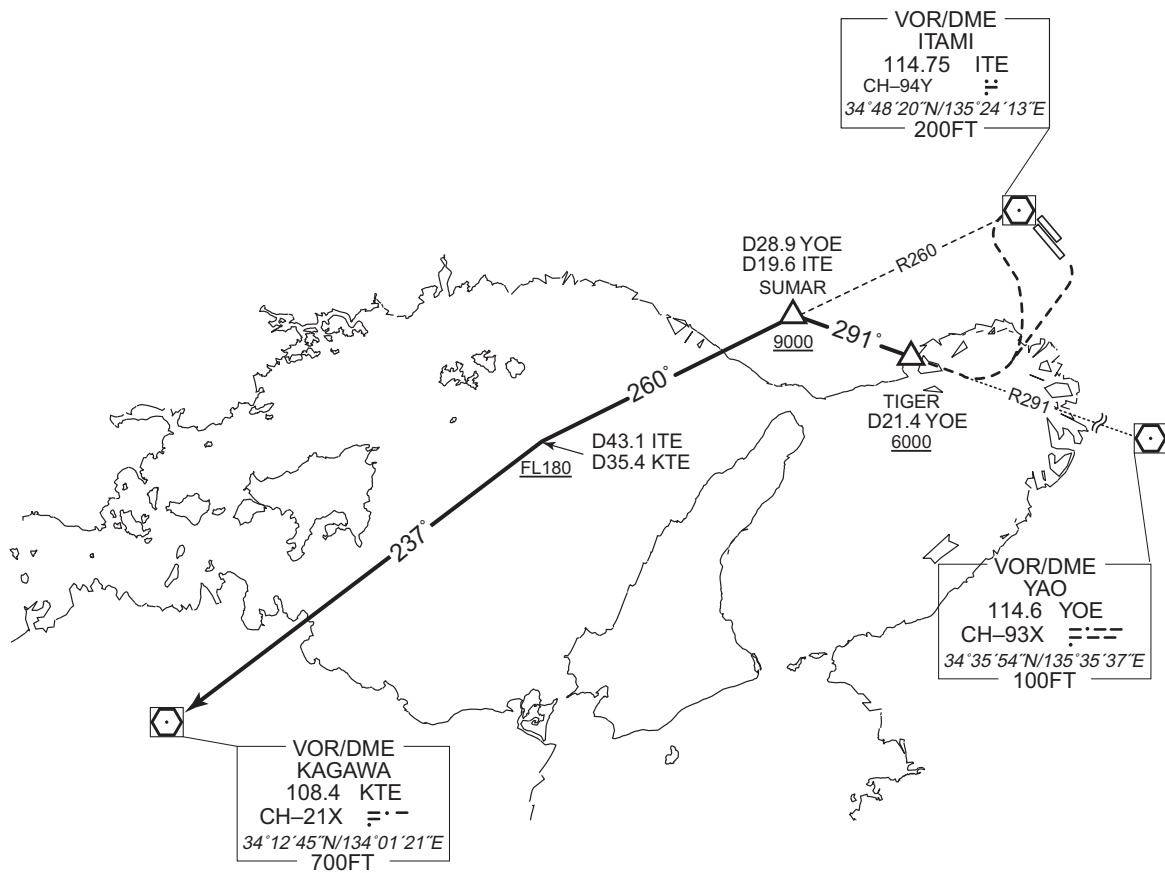 VOR/DME
ITAMI
114.75 ITE
CH–94Y
34°48´20˝N/135°24´13˝E
200FT
R260
D28.9 YOE
D19.6 ITE
SUMAR
9000
291°
TIGER
D21.4 YOE
6000
R291
260°
D43.1 ITE
D35.4 KTE
FL180
237°
VOR/DME
YAO
114.6 YOE
CH–93X
34°35´54˝N/135°35´37˝E
100FT
VOR/DME
KAGAWA
108.4 KTE
CH–21X
34°12´45˝N/134°01´21˝E
700FT